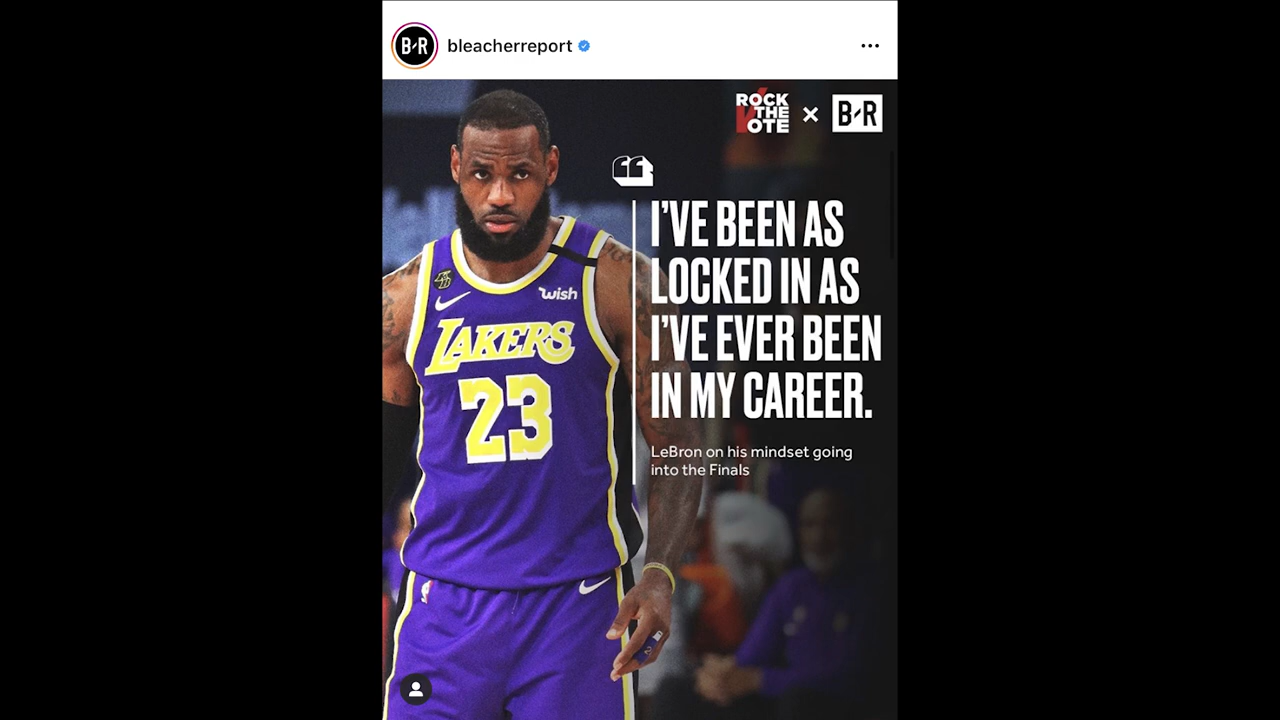 B-R
bleacherreport
ROCK
THE
VOTE
×
B-R
I'VE BEEN AS
LOCKED IN AS
I'VE EVER BEEN
IN MY CAREER.
LeBron on his mindset going
into the Finals
wish
LAKERS
23